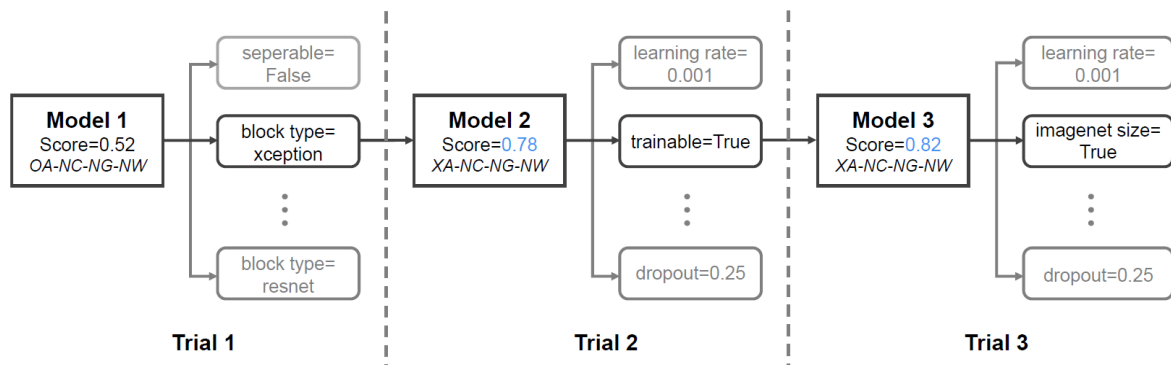 seperable=
False
Model 1
Score=0.52
OA-NC-NG-NW
block type=
xception
block type=
resnet
Trial 1
learning rate=
0.001
Model 2
Score=0.78
XA-NC-NG-NW
trainable=True
dropout=0.25
Trial 2
learning rate=
0.001
Model 3
Score=0.82
XA-NC-NG-NW
imagenet size=
True
dropout=0.25
Trial 3